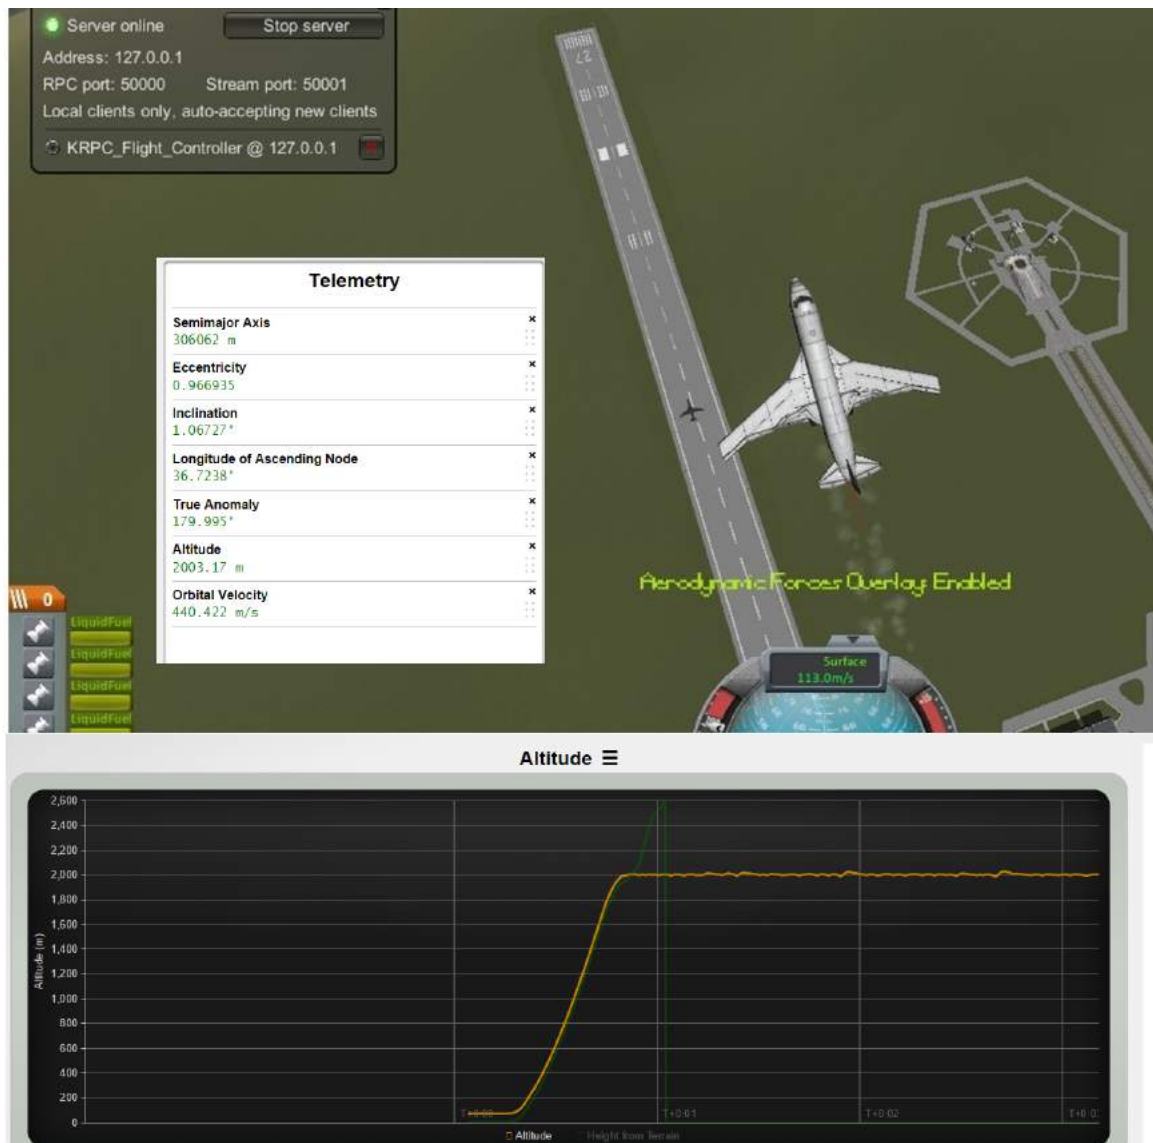 Server online
Stop server
Address: 127.0.0.1
RPC port: 50000 Stream port: 50001
Local clients only, auto-accepting new clients
KRPC_Flight_Controller @ 127.0.0.1
27
Telemetry
Semimajor Axis
306062 m
Eccentricity
0.966935
Inclination
1.06727°
Longitude of Ascending Node
36.7238°
True Anomaly
179.995°
Altitude
2003.17 m
Orbital Velocity
440.422 m/s
Aerodynamic Forces Overlay: Enabled
0
LiquidFuel
LiquidFuel
LiquidFuel
LiquidFuel
Surface
113.0m/s
Altitude
2,600
2,400
2,200
2,000
1,800
1,600
1,400
1,200
1,000
800
600
400
200
0
Altitude (m)
T+0:00
T+0:01
T+0:02
Altitude
Height from Terrain